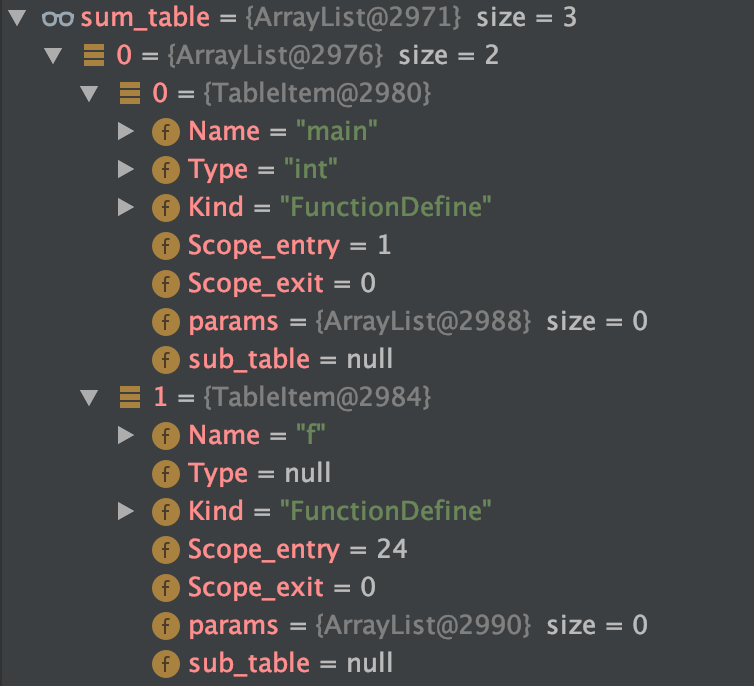 sum_table = {ArrayList@2971} size = 3
0 = {ArrayList@2976} size = 2
0 = {TableItem@2980}
f Name = "main"
f Type = "int"
f Kind = "FunctionDefine"
f Scope_entry = 1
f Scope_exit = 0
f params = {ArrayList@2988} size = 0
f sub_table = null
1 = {TableItem@2984}
f Name = "f"
f Type = null
f Kind = "FunctionDefine"
f Scope_entry = 24
f Scope_exit = 0
f params = {ArrayList@2990} size = 0
f sub_table = null